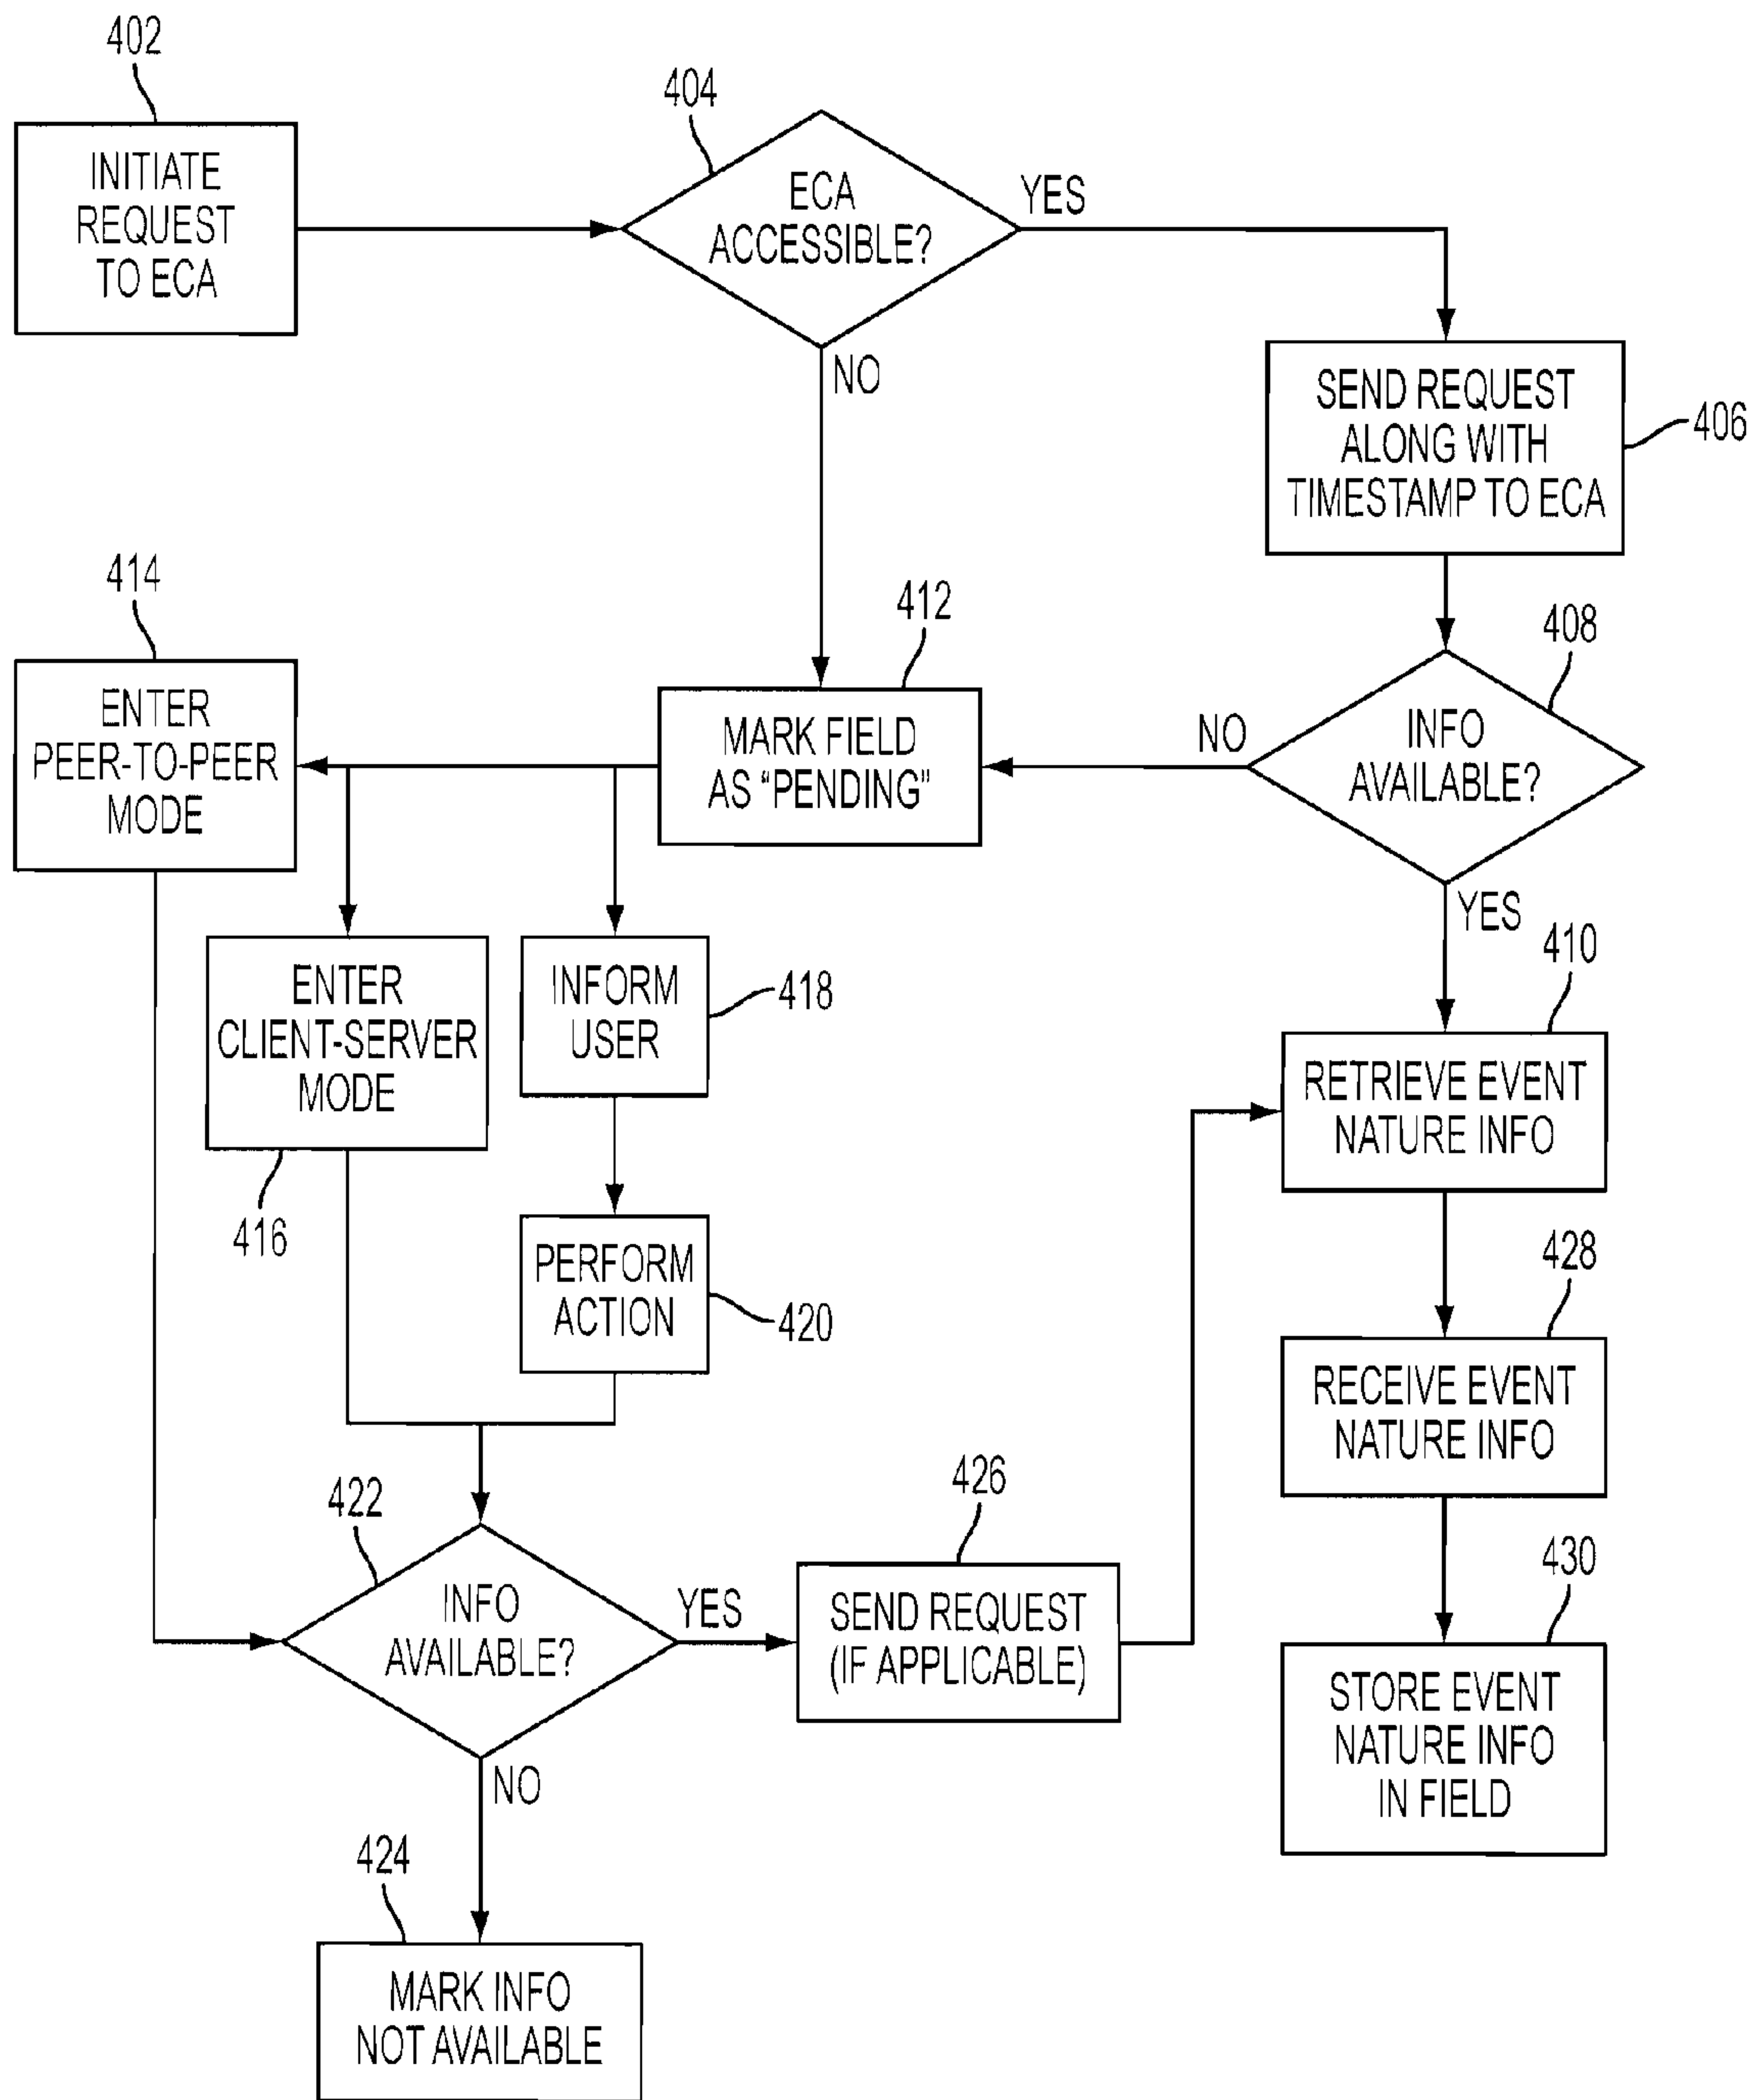 402
INITIATE
REQUEST
TO ECA
404
ECA
ACCESSIBLE?
YES
NO
SEND REQUEST
ALONG WITH
TIMESTAMP TO ECA
406
414
ENTER
PEER-TO-PEER
MODE
412
MARK FIELD
AS “PENDING”
408
INFO
AVAILABLE?
NO
YES
ENTER
CLIENT-SERVER
MODE
416
INFORM
USER
418
410
RETRIEVE EVENT
NATURE INFO
PERFORM
ACTION
420
428
RECEIVE EVENT
NATURE INFO
422
INFO
AVAILABLE?
YES
NO
426
SEND REQUEST
(IF APPLICABLE)
430
STORE EVENT
NATURE INFO
IN FIELD
424
MARK INFO
NOT AVAILABLE